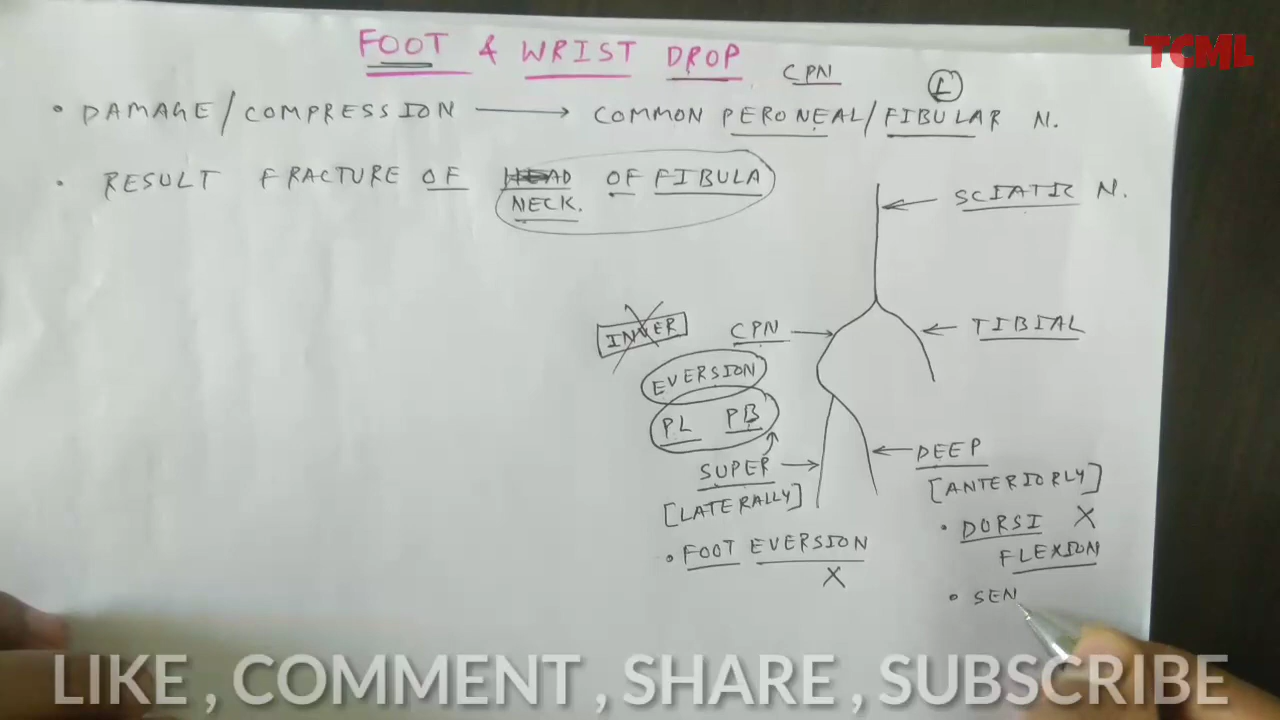 FOOT & WRIST DROP
TCML
CPN
L
• DAMAGE/COMPRESSION → COMMON PERONEAL/FIBULAR N.
• RESULT FRACTURE OF HEAD OF FIBULA
NECK.
← SCIATIC N.
INVER
CPN →
← TIBIAL
EVERSION
PL PB
SUPER →
← DEEP
[LATERALLY]
[ANTERIORLY]
• FOOT EVERSION
X
• DORSI X
FLEXION
• SEN
LIKE , COMMENT , SHARE , SUBSCRIBE